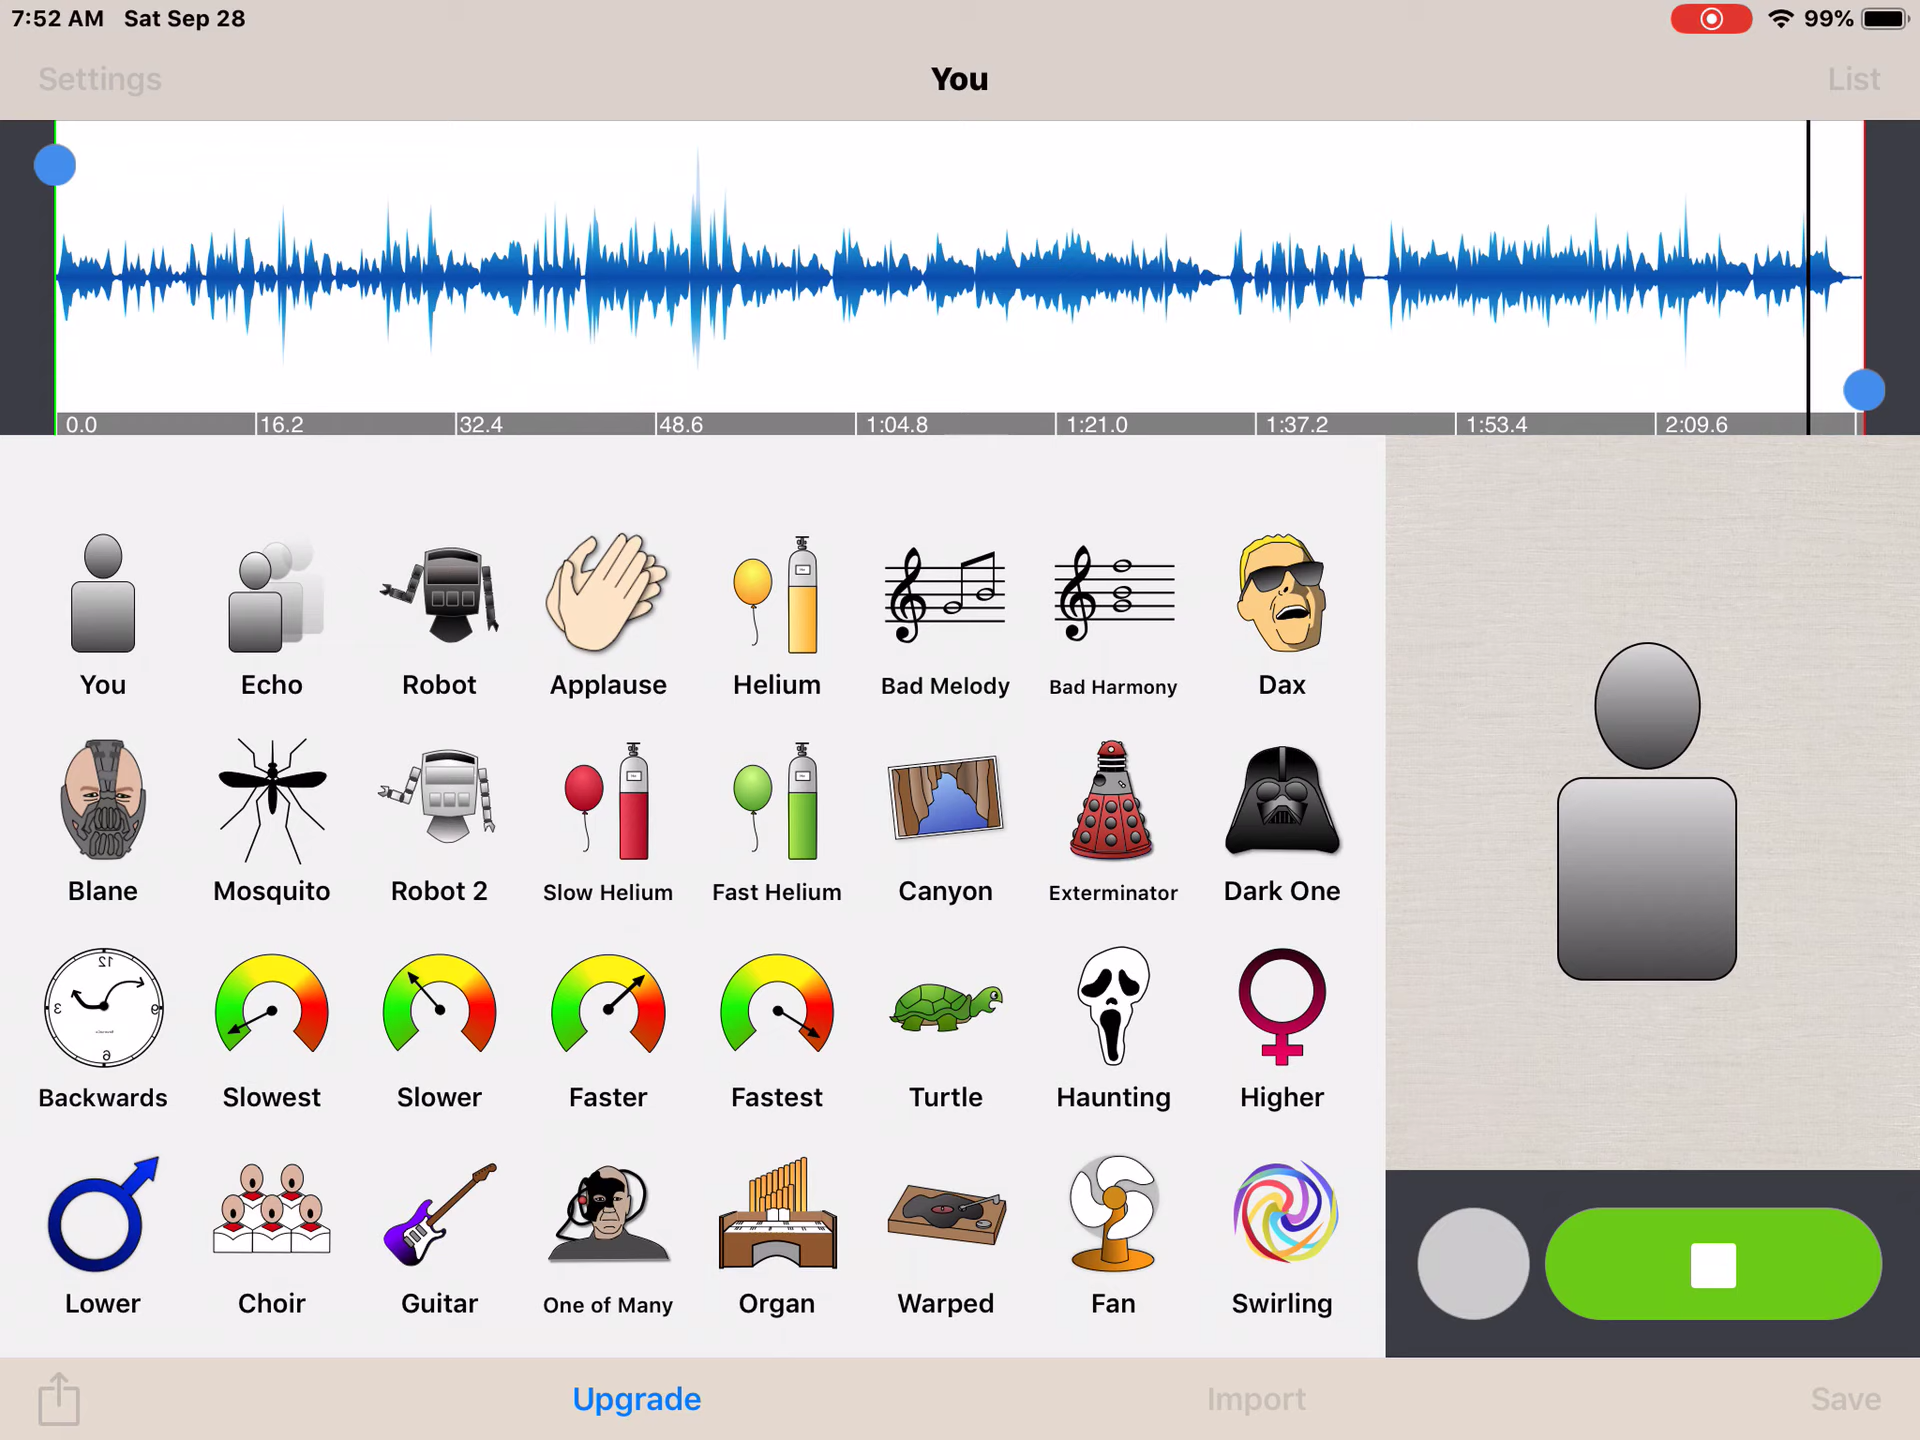 7:52 AM Sat Sep 28 99%
Settings You List
0.0 16.2 32.4 48.6 1:04.8 1:21.0 1:37.2 1:53.4 2:09.6
You Echo Robot Applause Helium Bad Melody Bad Harmony Dax
Blane Mosquito Robot 2 Slow Helium Fast Helium Canyon Exterminator Dark One
12
3 9
6
Backwards Slowest Slower Faster Fastest Turtle Haunting Higher
Lower Choir Guitar One of Many Organ Warped Fan Swirling
Upgrade Import Save